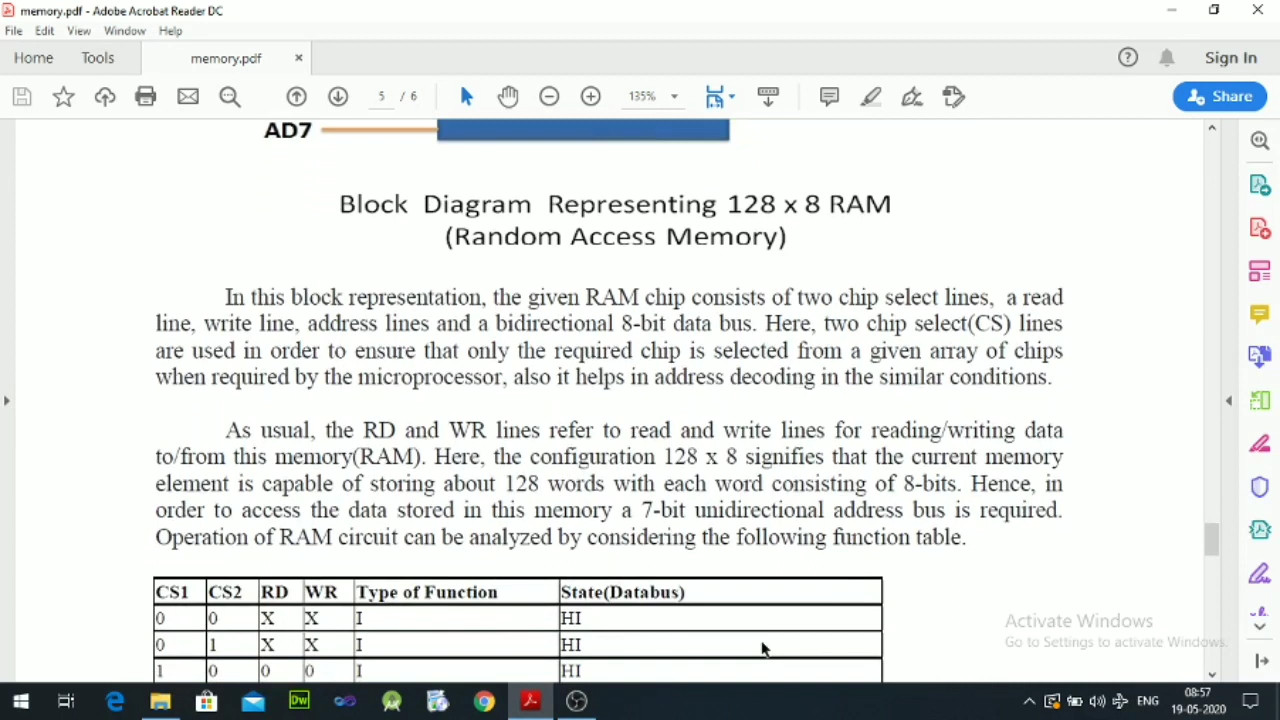 memory.pdf - Adobe Acrobat Reader DC
File Edit View Window Help
Home Tools memory.pdf × Sign In
5 / 6 135% Share
AD7
Block Diagram Representing 128 x 8 RAM
(Random Access Memory)
In this block representation, the given RAM chip consists of two chip select lines, a read
line, write line, address lines and a bidirectional 8-bit data bus. Here, two chip select(CS) lines
are used in order to ensure that only the required chip is selected from a given array of chips
when required by the microprocessor, also it helps in address decoding in the similar conditions.
As usual, the RD and WR lines refer to read and write lines for reading/writing data
to/from this memory(RAM). Here, the configuration 128 x 8 signifies that the current memory
element is capable of storing about 128 words with each word consisting of 8-bits. Hence, in
order to access the data stored in this memory a 7-bit unidirectional address bus is required.
Operation of RAM circuit can be analyzed by considering the following function table.
CS1 CS2 RD WR Type of Function State(Databus)
0 0 X X I HI
0 1 X X I HI
1 0 0 0 I HI
Activate Windows
Go to Settings to activate Windows.
Dw
ENG
08:57
19-05-2020